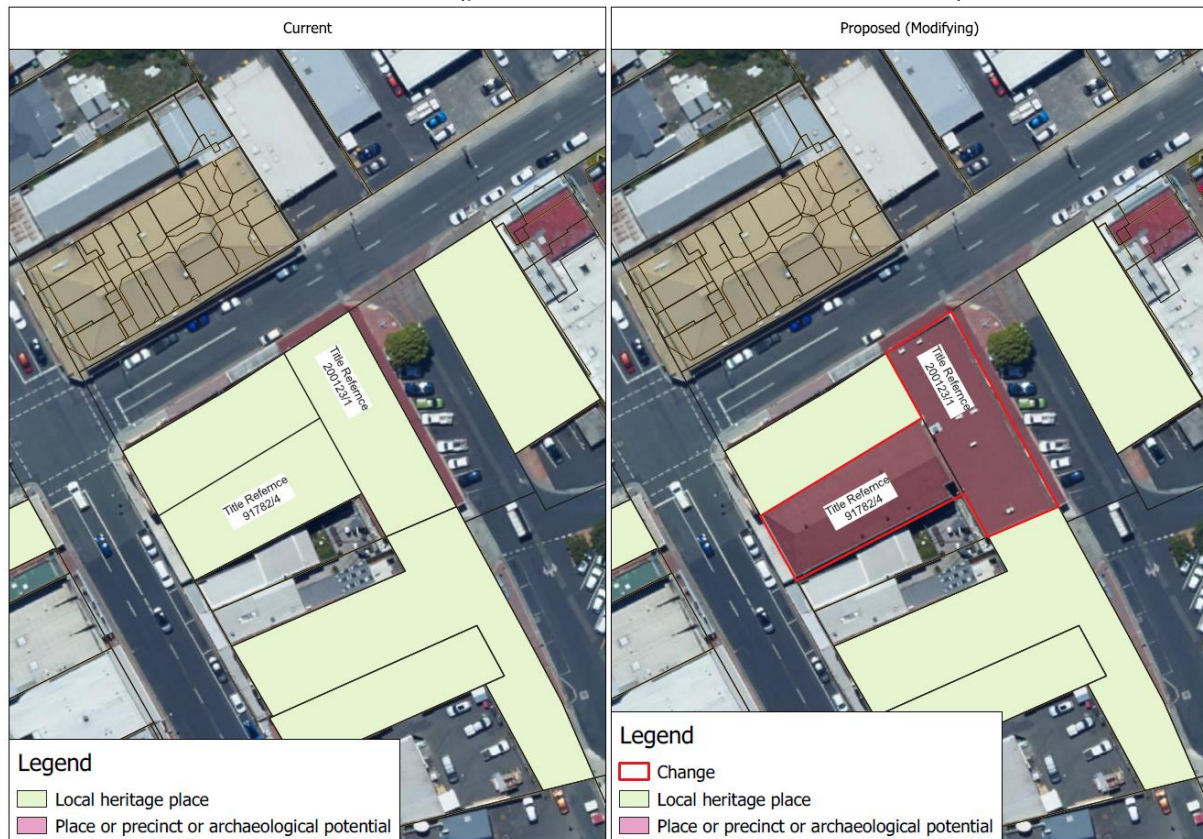 Current
Title Refernce
200123/1
Title Refernce
91782/4
Legend
Local heritage place
Place or precinct or archaeological potential
Proposed (Modifying)
Title Refernce
200123/1
Title Refernce
91782/4
Legend
Change
Local heritage place
Place or precinct or archaeological potential